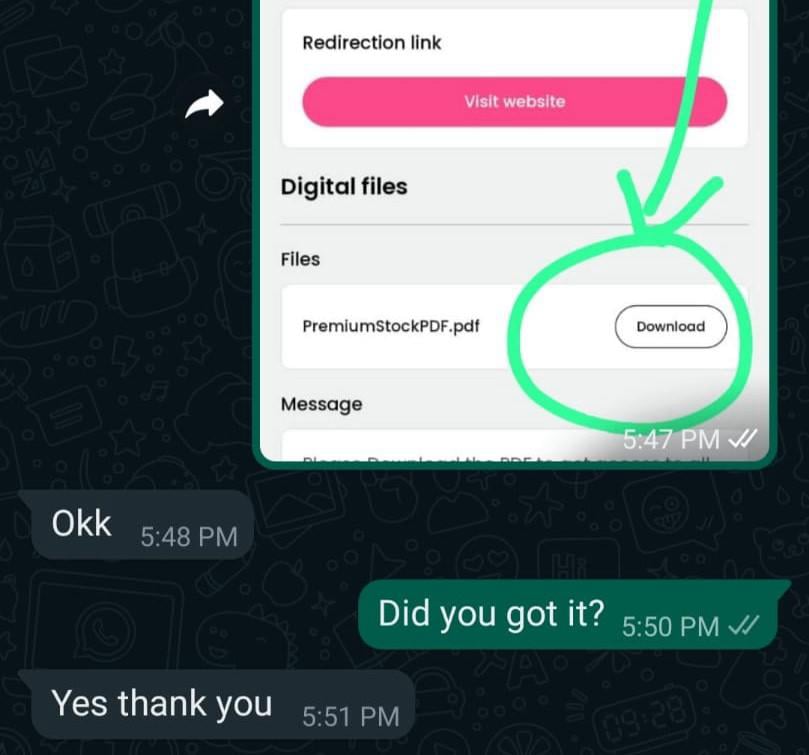 Redirection link
Visit website
Digital files
Files
PremiumStockPDF.pdf
Download
Message
5:47 PM
Okk
5:48 PM
Did you got it?
5:50 PM
Yes thank you
5:51 PM